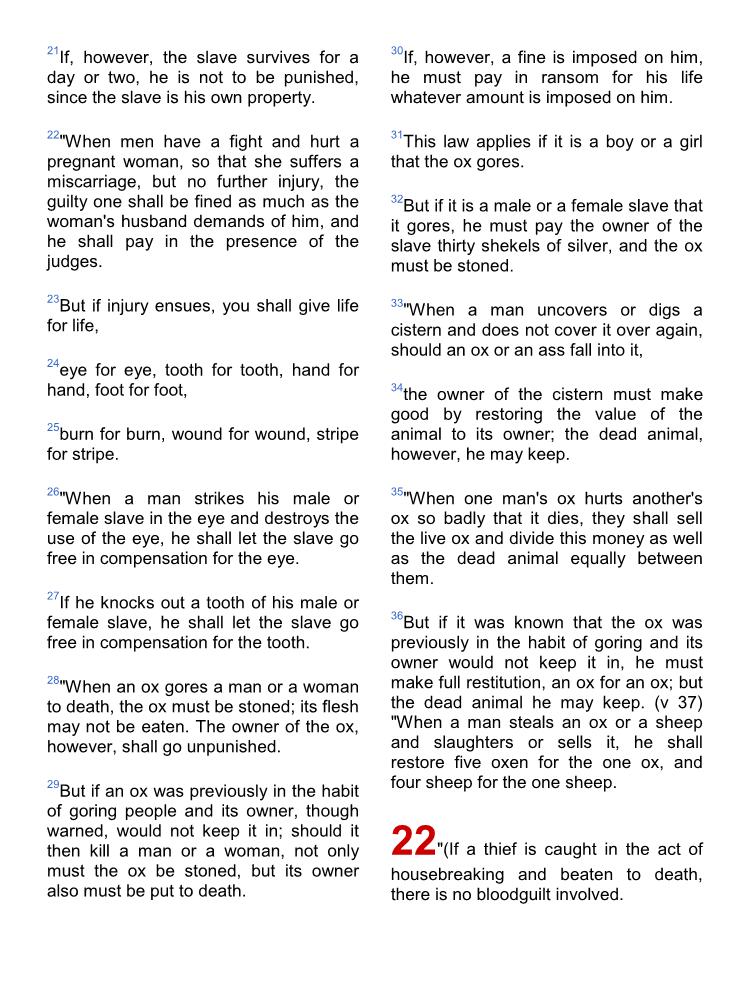 21If, however, the slave survives for a
day or two, he is not to be punished,
since the slave is his own property.
22"When men have a fight and hurt a
pregnant woman, so that she suffers a
miscarriage, but no further injury, the
guilty one shall be fined as much as the
woman's husband demands of him, and
he shall pay in the presence of the
judges.
23But if injury ensues, you shall give life
for life,
24eye for eye, tooth for tooth, hand for
hand, foot for foot,
25burn for burn, wound for wound, stripe
for stripe.
26"When a man strikes his male or
female slave in the eye and destroys the
use of the eye, he shall let the slave go
free in compensation for the eye.
27If he knocks out a tooth of his male or
female slave, he shall let the slave go
free in compensation for the tooth.
28"When an ox gores a man or a woman
to death, the ox must be stoned; its flesh
may not be eaten. The owner of the ox,
however, shall go unpunished.
29But if an ox was previously in the habit
of goring people and its owner, though
warned, would not keep it in; should it
then kill a man or a woman, not only
must the ox be stoned, but its owner
also must be put to death.
30If, however, a fine is imposed on him,
he must pay in ransom for his life
whatever amount is imposed on him.
31This law applies if it is a boy or a girl
that the ox gores.
32But if it is a male or a female slave that
it gores, he must pay the owner of the
slave thirty shekels of silver, and the ox
must be stoned.
33"When a man uncovers or digs a
cistern and does not cover it over again,
should an ox or an ass fall into it,
34the owner of the cistern must make
good by restoring the value of the
animal to its owner; the dead animal,
however, he may keep.
35"When one man's ox hurts another's
ox so badly that it dies, they shall sell
the live ox and divide this money as well
as the dead animal equally between
them.
36But if it was known that the ox was
previously in the habit of goring and its
owner would not keep it in, he must
make full restitution, an ox for an ox; but
the dead animal he may keep. (v 37)
"When a man steals an ox or a sheep
and slaughters or sells it, he shall
restore five oxen for the one ox, and
four sheep for the one sheep.
22"(If a thief is caught in the act of
housebreaking and beaten to death,
there is no bloodguilt involved.